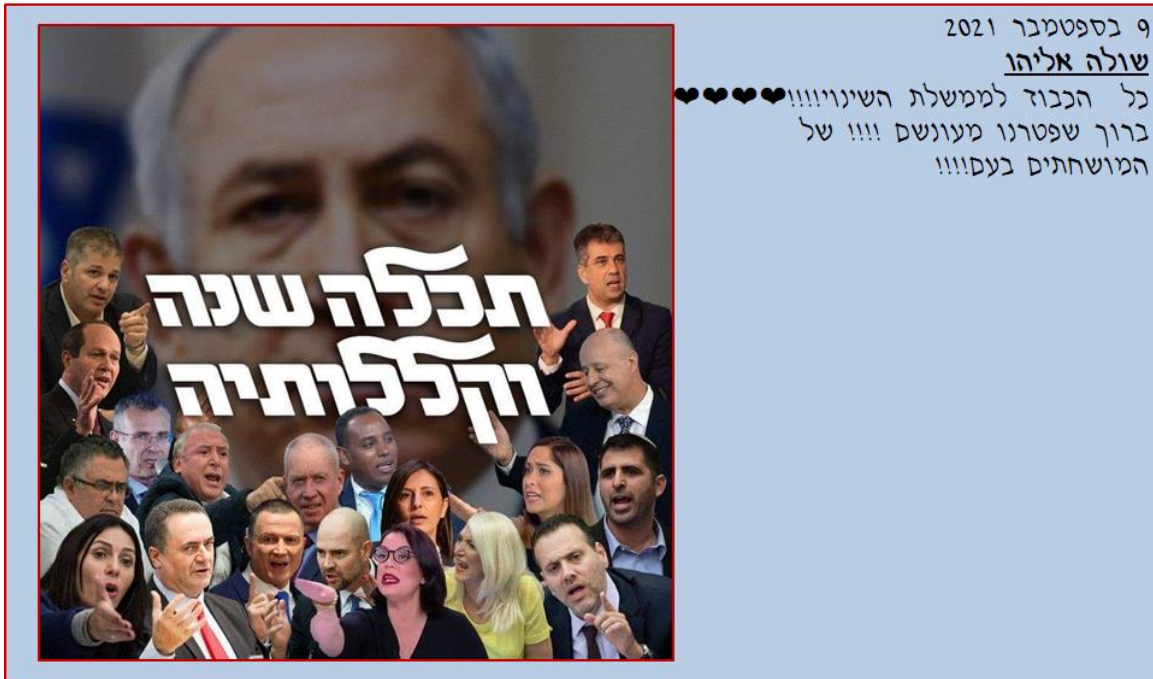 9 בספטמבר 2021
שולה אליהו
כל הכבוד לממשלת השינוי!!!!❤❤❤❤
ברוך שפטרנו מעונשם !!!! של
המושחתים בעם!!!!
תכלה שנה
וקללותיה